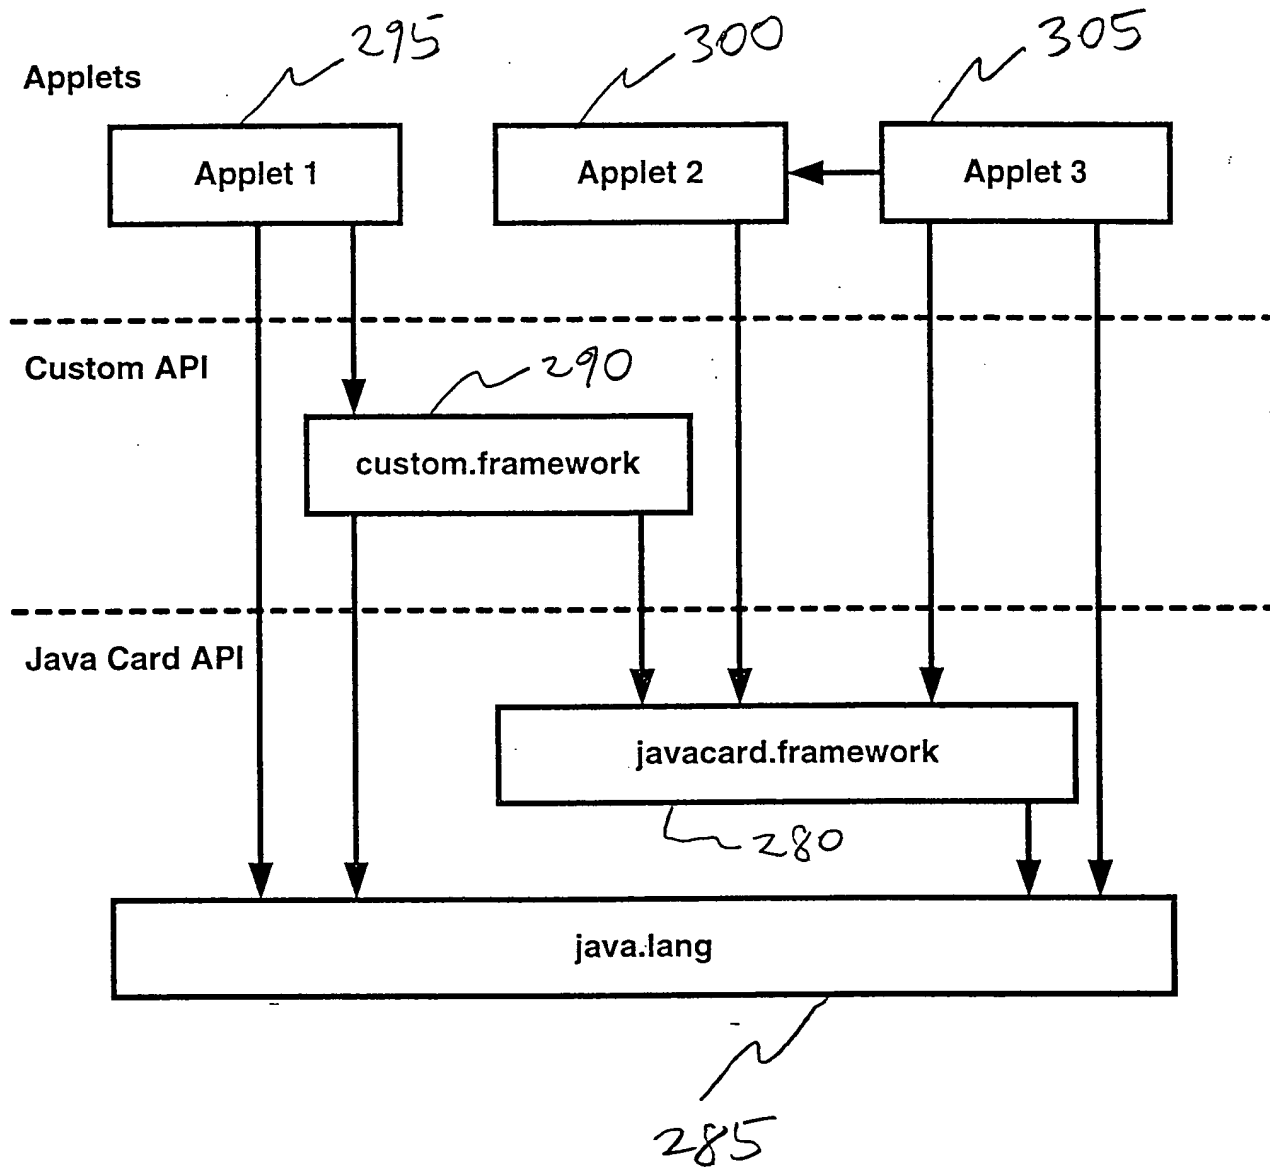 295
300
305
Applets
Applet 1
Applet 2
Applet 3
Custom API
290
custom.framework
Java Card API
javacard.framework
280
java.lang
285